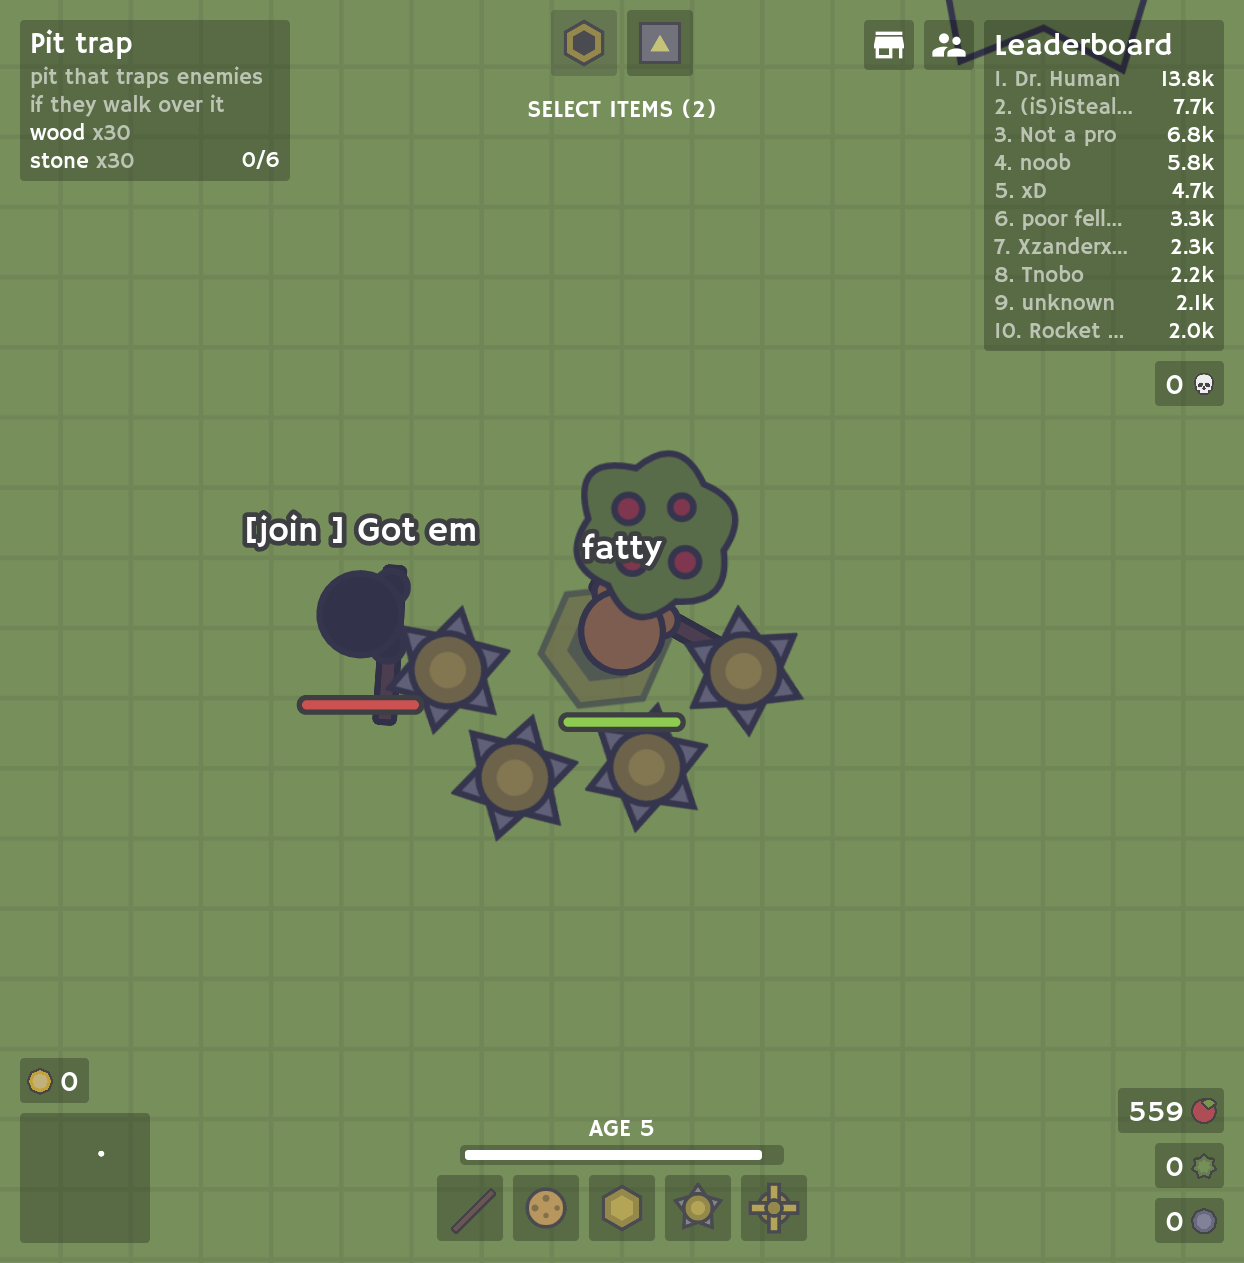 Pit trap
pit that traps enemies
if they walk over it
wood x30
stone x30 0/6
SELECT ITEMS (2)
Leaderboard
1. Dr. Human 13.8k
2. (iS)iSteal... 7.7k
3. Not a pro 6.8k
4. noob 5.8k
5. xD 4.7k
6. poor fell... 3.3k
7. Xzanderx... 2.3k
8. Tnobo 2.2k
9. unknown 2.1k
10. Rocket ... 2.0k
0
[join ] Got em
fatty
0
AGE 5
559
0
0